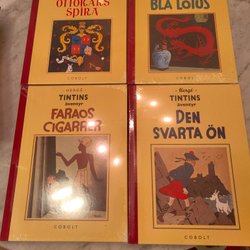 OTTOKARS
SPIRA
COBOLT
BLÅ LOTUS
COBOLT
HERGÉ
TINTINS
äventyr
FARAOS
CIGARRER
COBOLT
Hergé
TINTINS
äventyr
DEN
SVARTA ÖN
COBOLT